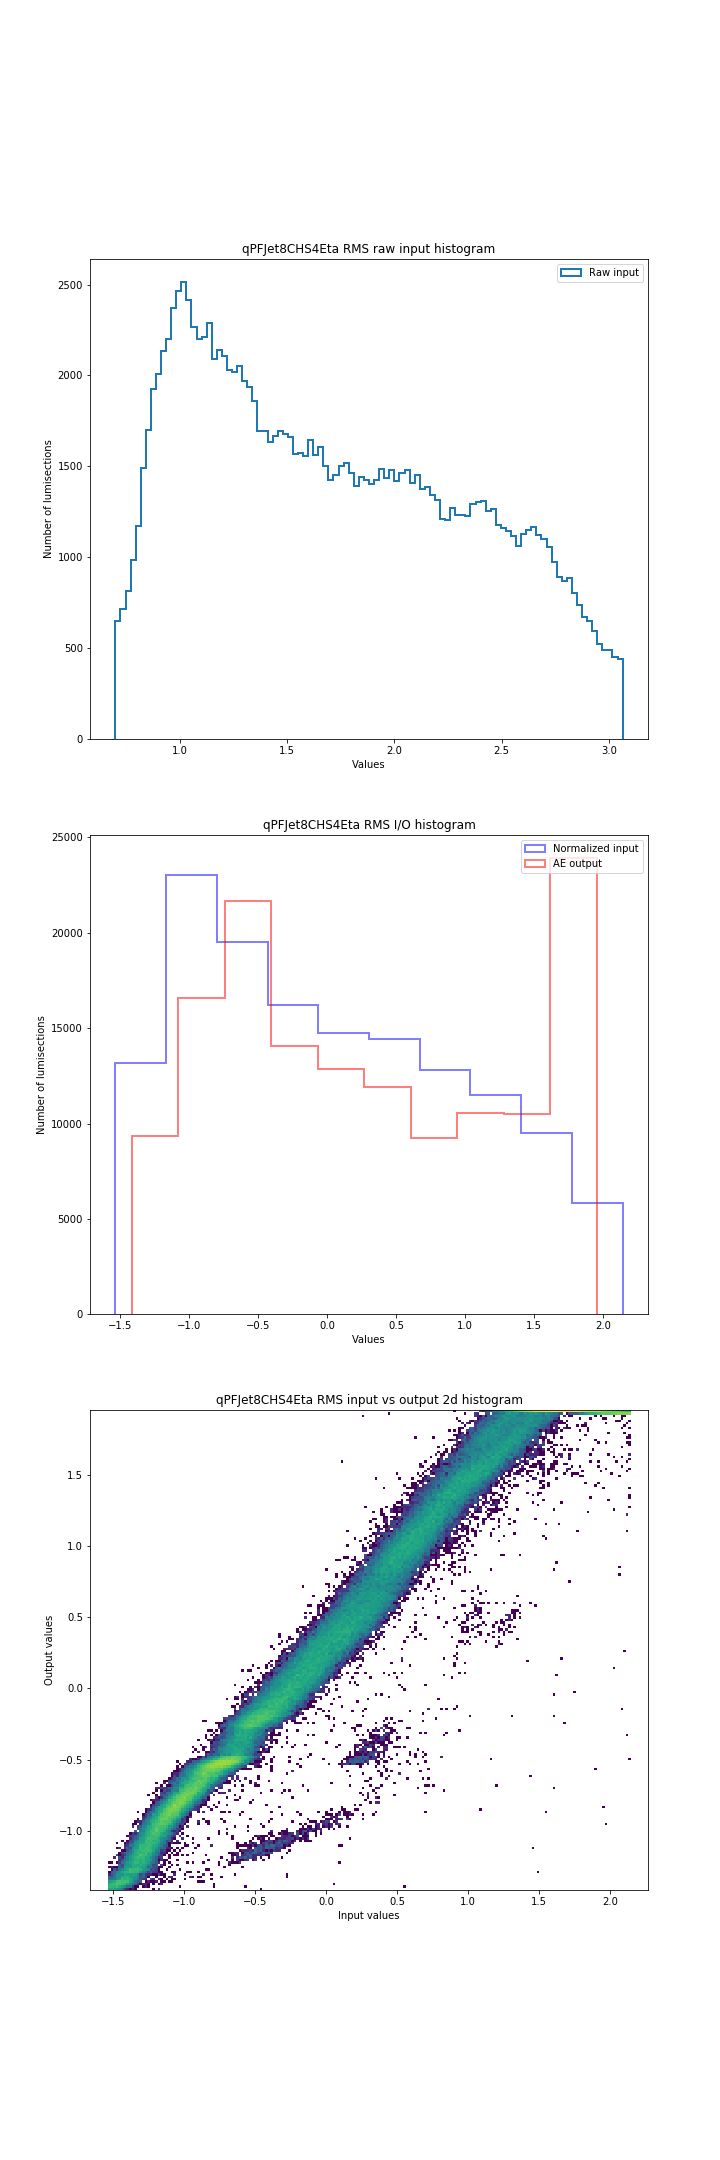 qPFJet8CHS4Eta RMS raw input histogram
Raw input
2500
2000
1500
1000
500
0
Number of lumisections
1.0 1.5 2.0 2.5 3.0
Values
qPFJet8CHS4Eta RMS I/O histogram
Normalized input
AE output
25000
20000
15000
10000
5000
0
Number of lumisections
−1.5 −1.0 −0.5 0.0 0.5 1.0 1.5 2.0
Values
qPFJet8CHS4Eta RMS input vs output 2d histogram
1.5
1.0
0.5
0.0
−0.5
−1.0
Output values
−1.5 −1.0 −0.5 0.0 0.5 1.0 1.5 2.0
Input values